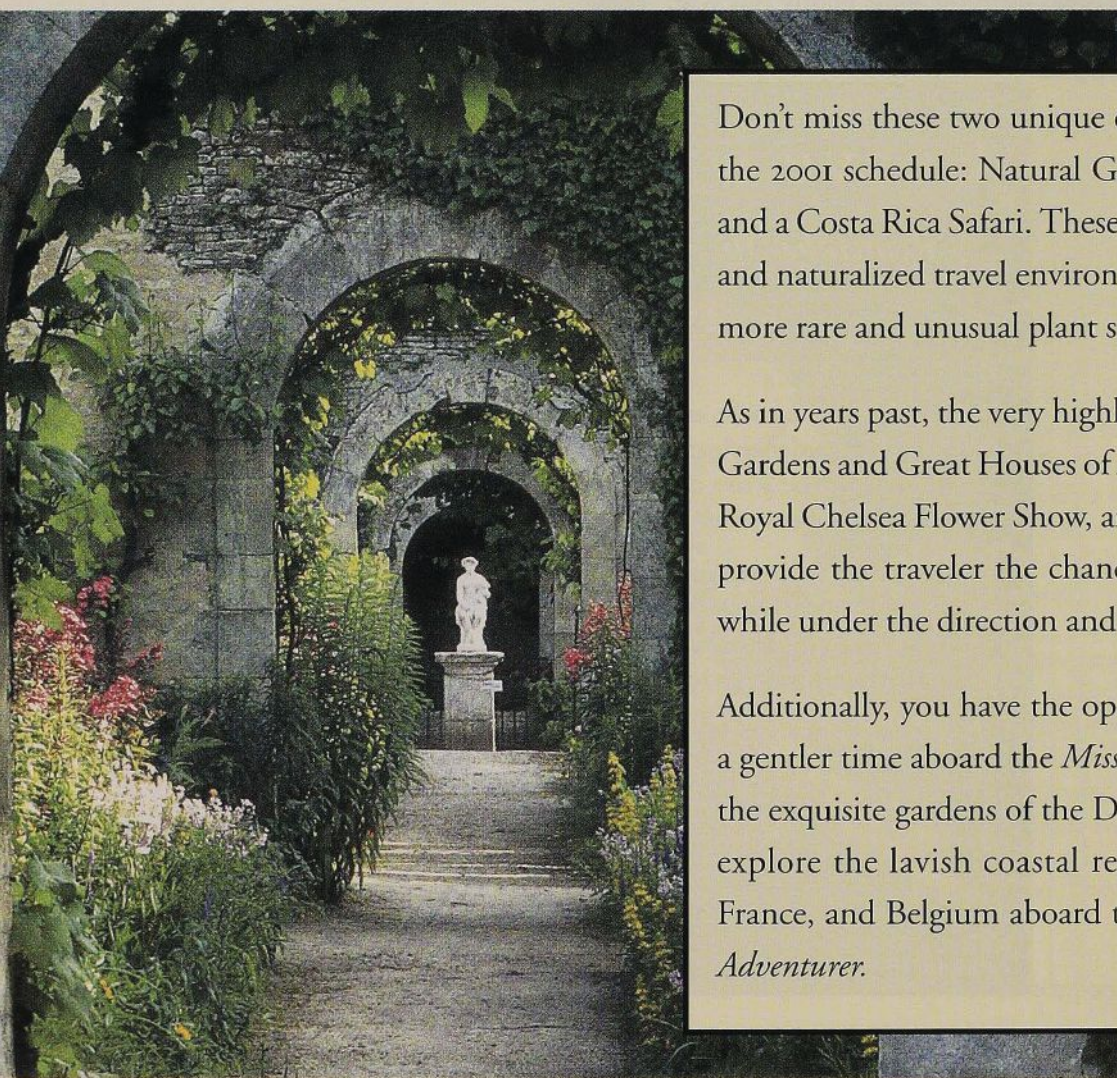 Don't miss these two unique
the 2001 schedule: Natural G
and a Costa Rica Safari. These
and naturalized travel environ
more rare and unusual plant s
As in years past, the very highl
Gardens and Great Houses of
Royal Chelsea Flower Show, a
provide the traveler the chanc
while under the direction and
Additionally, you have the op
a gentler time aboard the Miss
the exquisite gardens of the D
explore the lavish coastal re
France, and Belgium aboard t
Adventurer.